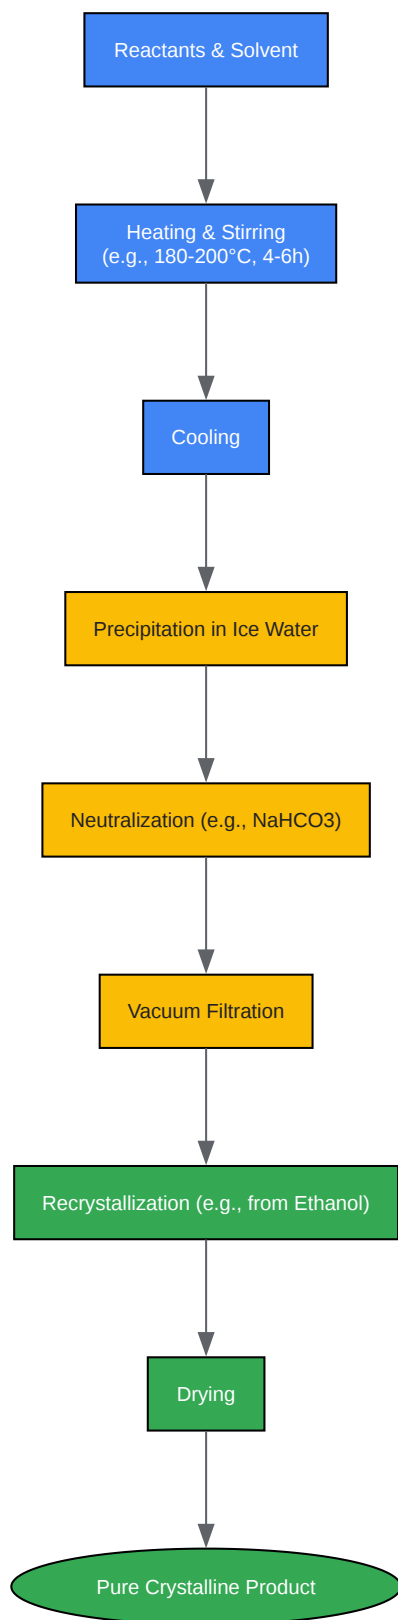 Reactants & Solvent
Heating & Stirring
(e.g., 180-200°C, 4-6h)
Cooling
Precipitation in Ice Water
Neutralization (e.g., NaHCO3)
Vacuum Filtration
Recrystallization (e.g., from Ethanol)
Drying
Pure Crystalline Product